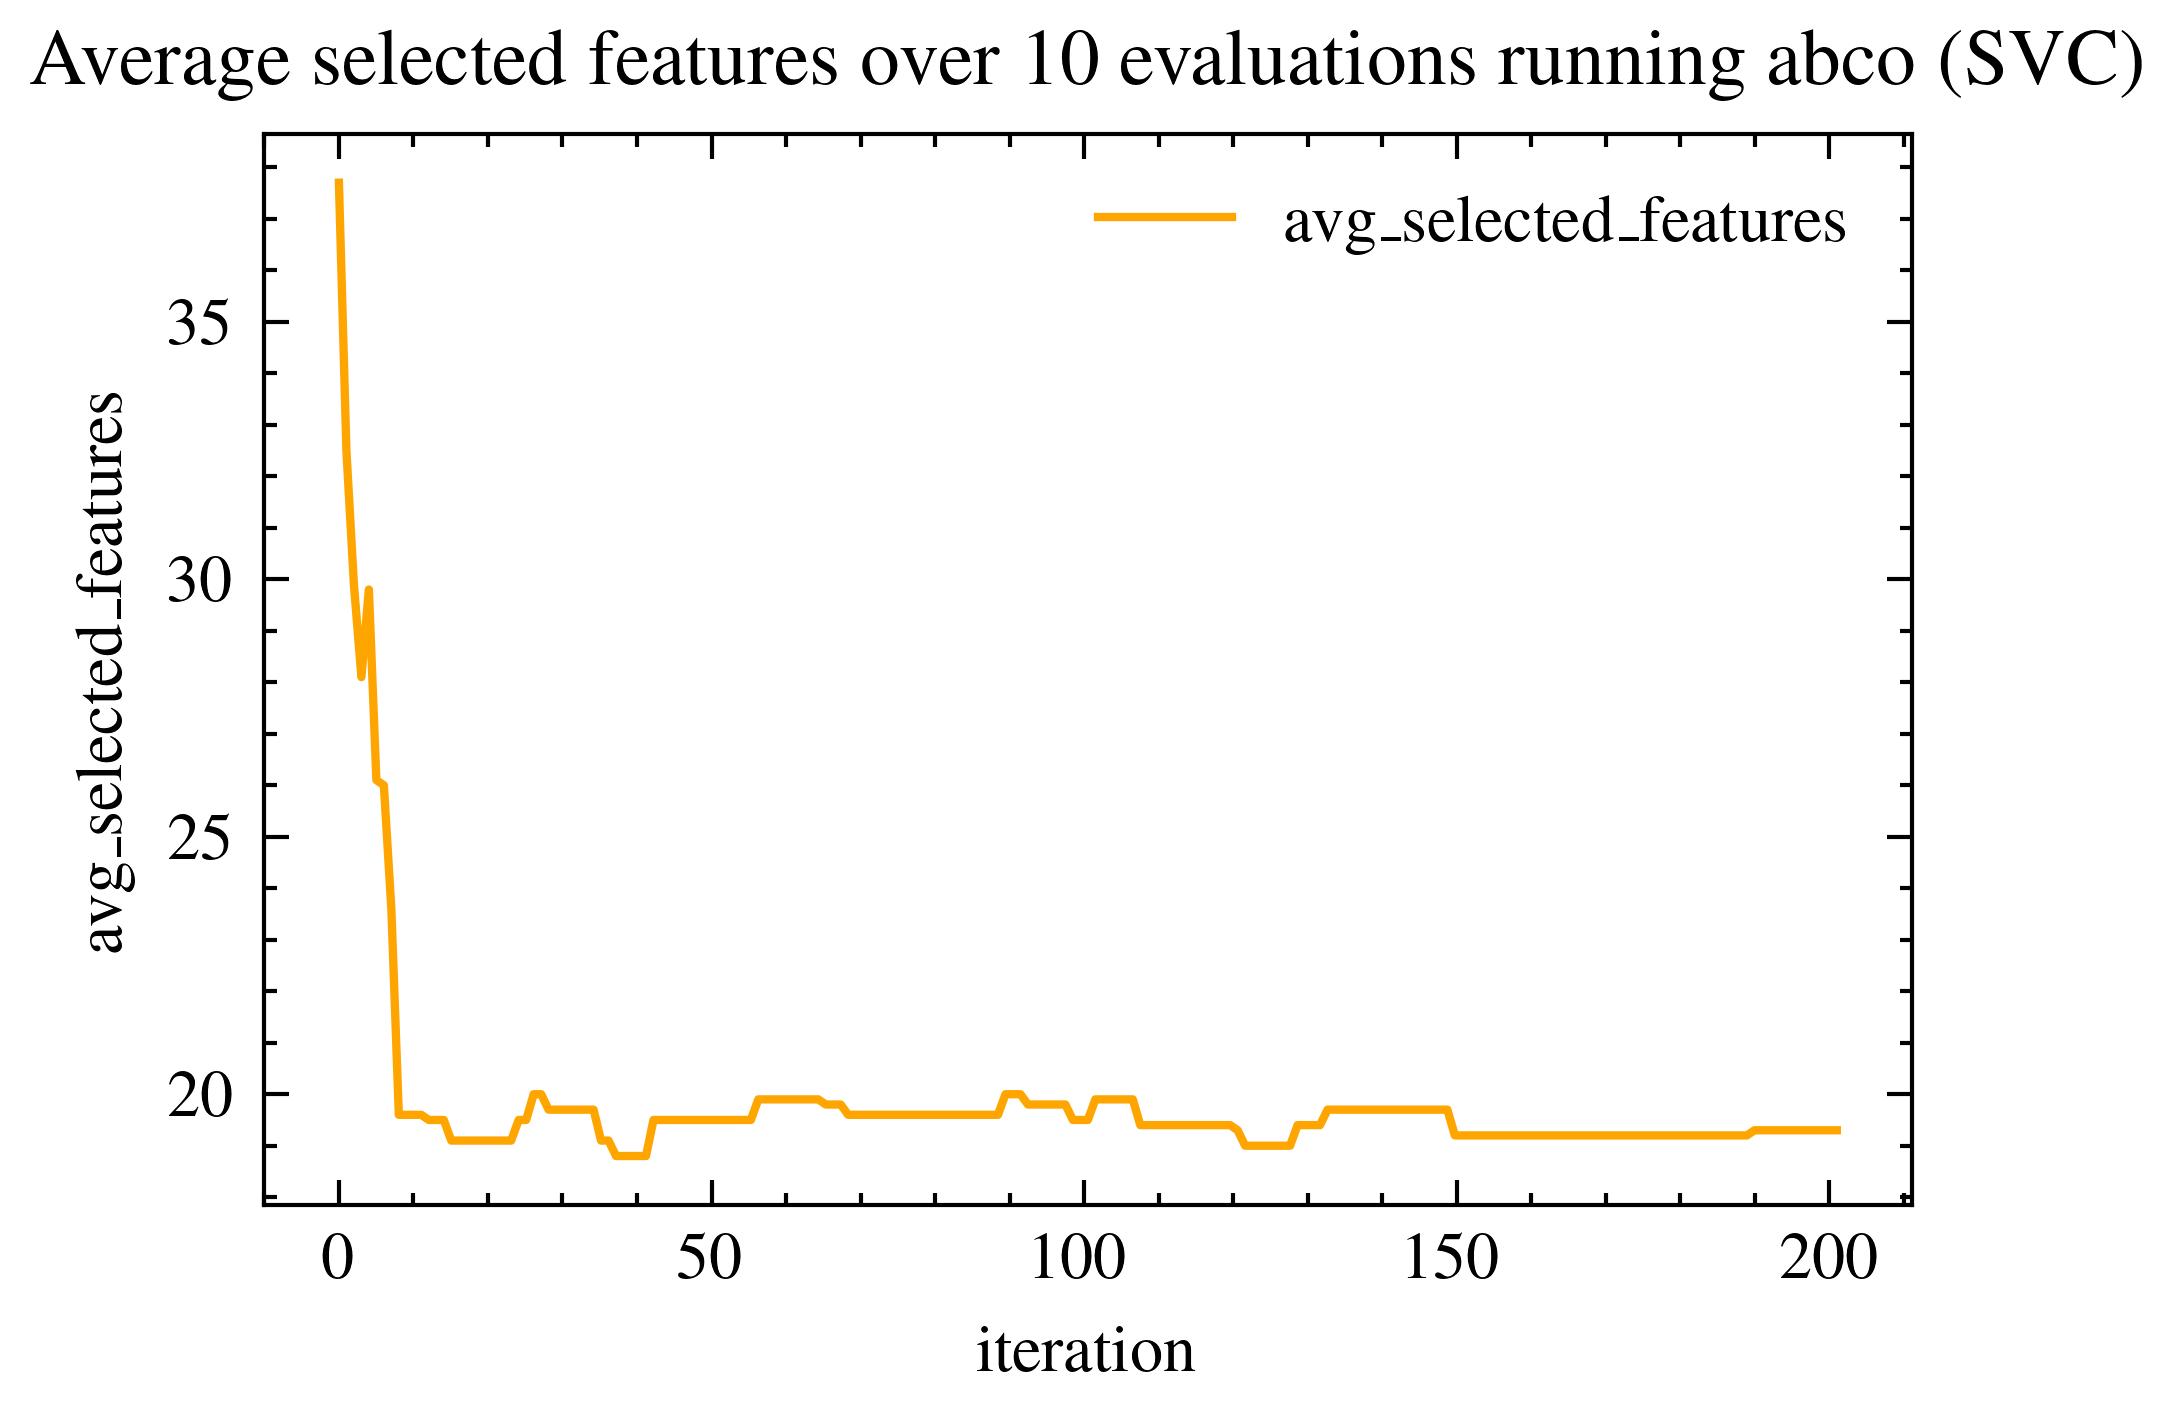 Average selected features over 10 evaluations running abco (SVC)
avg_selected_features
avg_selected_features
35
30
25
20
0 50 100 150 200
iteration